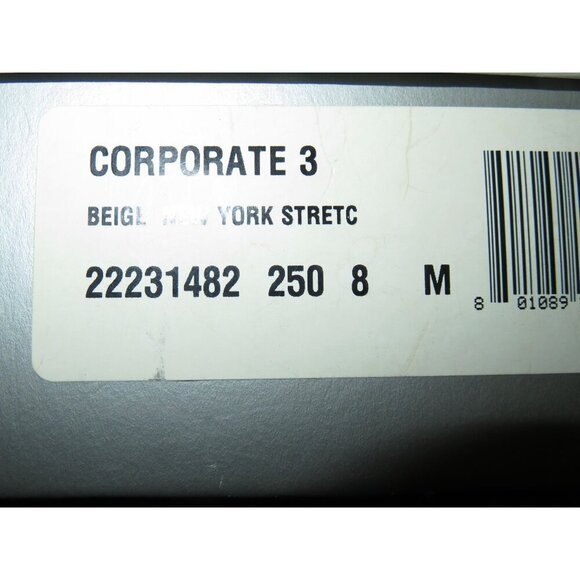 CORPORATE 3
YORK STRETC
22231482 250 8 M
8 01089